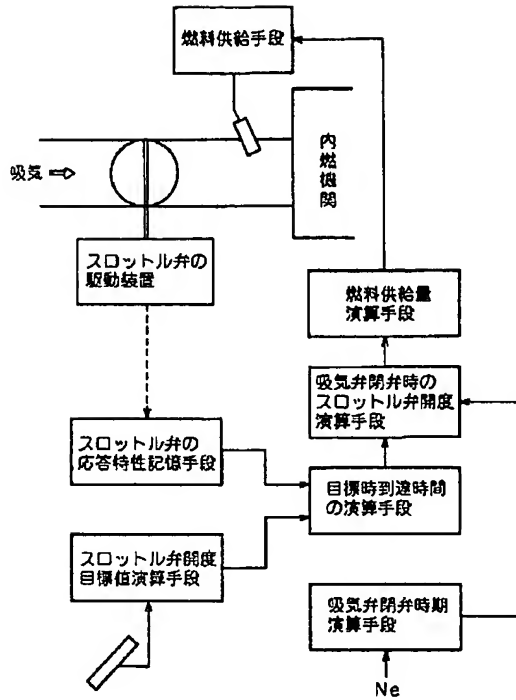 燃料供給手段
吸気
内燃機関
スロットル弁の
駆動装置
燃料供給量
演算手段
吸気弁閉弁時の
スロットル弁開度
演算手段
スロットル弁の
応答特性記憶手段
目標時到達時間
の演算手段
スロットル弁開度
目標値演算手段
吸気弁閉弁時期
演算手段
Ne